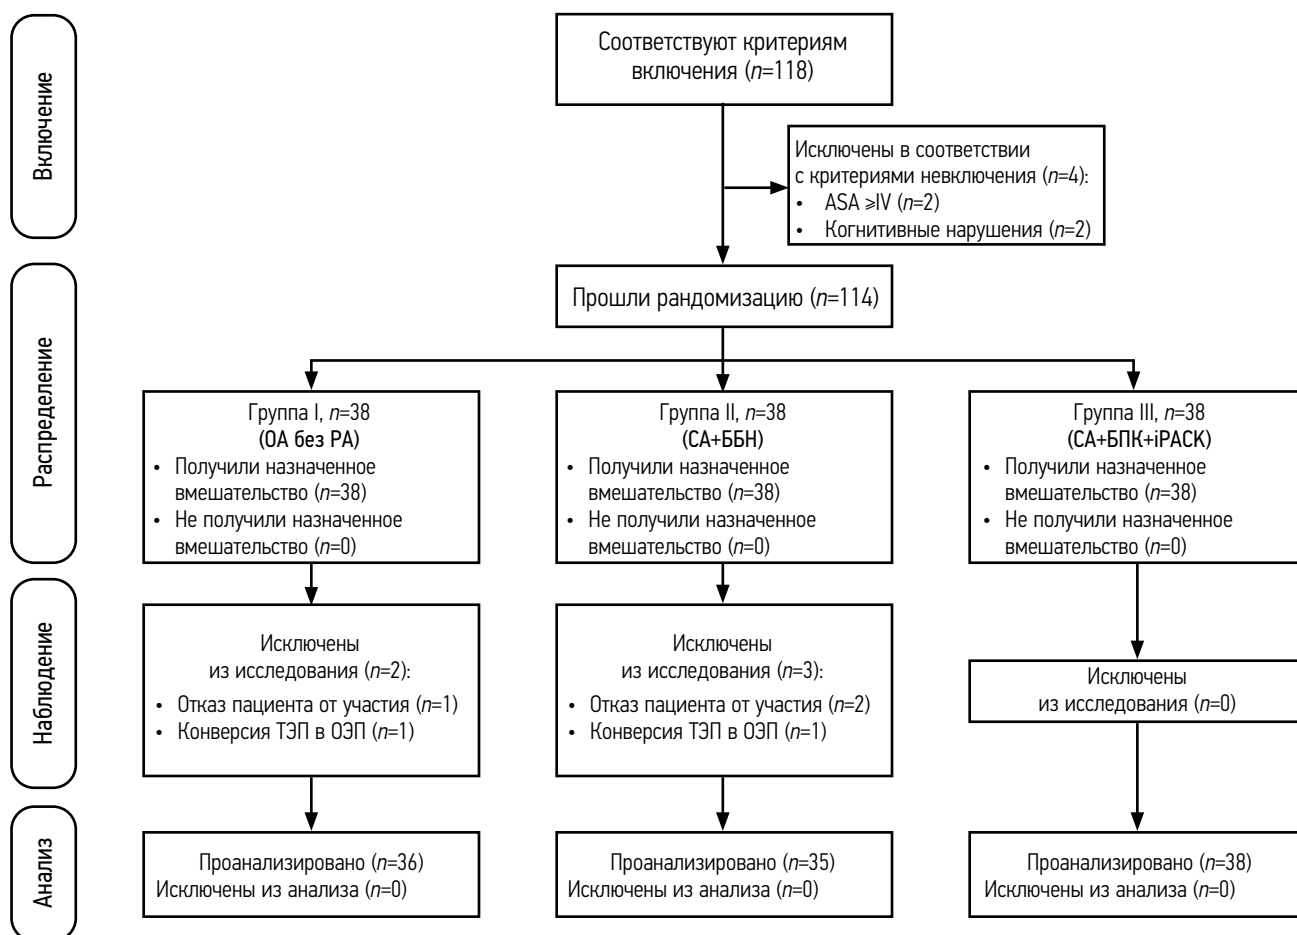 Включение
Соответствуют критериям
включения (n=118)
Исключены в соответствии
с критериями невключения (n=4):
• ASA ⩾IV (n=2)
• Когнитивные нарушения (n=2)
Распределение
Прошли рандомизацию (n=114)
Группа I, n=38
(ОА без РА)
• Получили назначенное
вмешательство (n=38)
• Не получили назначенное
вмешательство (n=0)
Группа II, n=38
(СА+ББН)
• Получили назначенное
вмешательство (n=38)
• Не получили назначенное
вмешательство (n=0)
Группа III, n=38
(СА+БПК+iPACK)
• Получили назначенное
вмешательство (n=38)
• Не получили назначенное
вмешательство (n=0)
Наблюдение
Исключены
из исследования (n=2):
• Отказ пациента от участия (n=1)
• Конверсия ТЭП в ОЭП (n=1)
Исключены
из исследования (n=3):
• Отказ пациента от участия (n=2)
• Конверсия ТЭП в ОЭП (n=1)
Исключены
из исследования (n=0)
Анализ
Проанализировано (n=36)
Исключены из анализа (n=0)
Проанализировано (n=35)
Исключены из анализа (n=0)
Проанализировано (n=38)
Исключены из анализа (n=0)